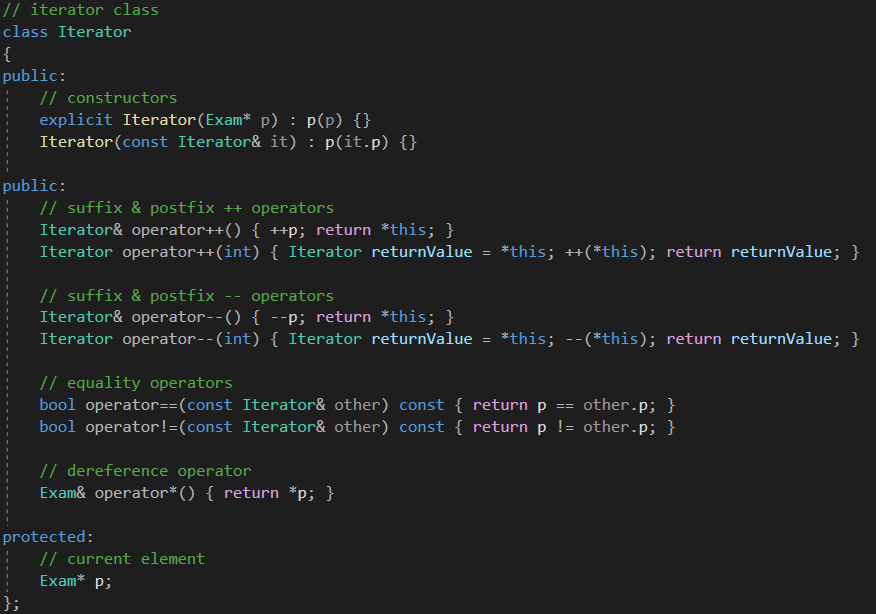 // iterator class
class Iterator
{
public:
// constructors
explicit Iterator(Exam* p) : p(p) {}
Iterator(const Iterator& it) : p(it.p) {}
public:
// suffix & postfix ++ operators
Iterator& operator++() { ++p; return *this; }
Iterator operator++(int) { Iterator returnValue = *this; ++(*this); return returnValue; }
// suffix & postfix -- operators
Iterator& operator--() { --p; return *this; }
Iterator operator--(int) { Iterator returnValue = *this; --(*this); return returnValue; }
// equality operators
bool operator==(const Iterator& other) const { return p == other.p; }
bool operator!=(const Iterator& other) const { return p != other.p; }
// dereference operator
Exam& operator*() { return *p; }
protected:
// current element
Exam* p;
};